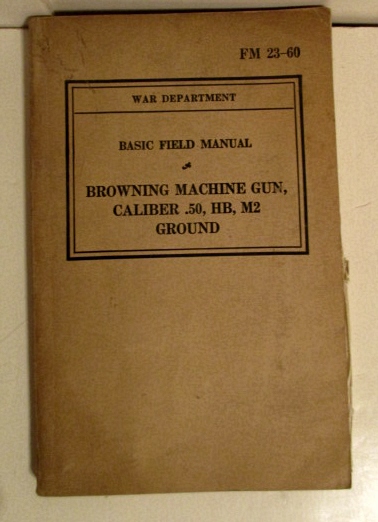 FM 23-60
WAR DEPARTMENT
BASIC FIELD MANUAL
BROWNING MACHINE GUN,
CALIBER .50, HB, M2
GROUND